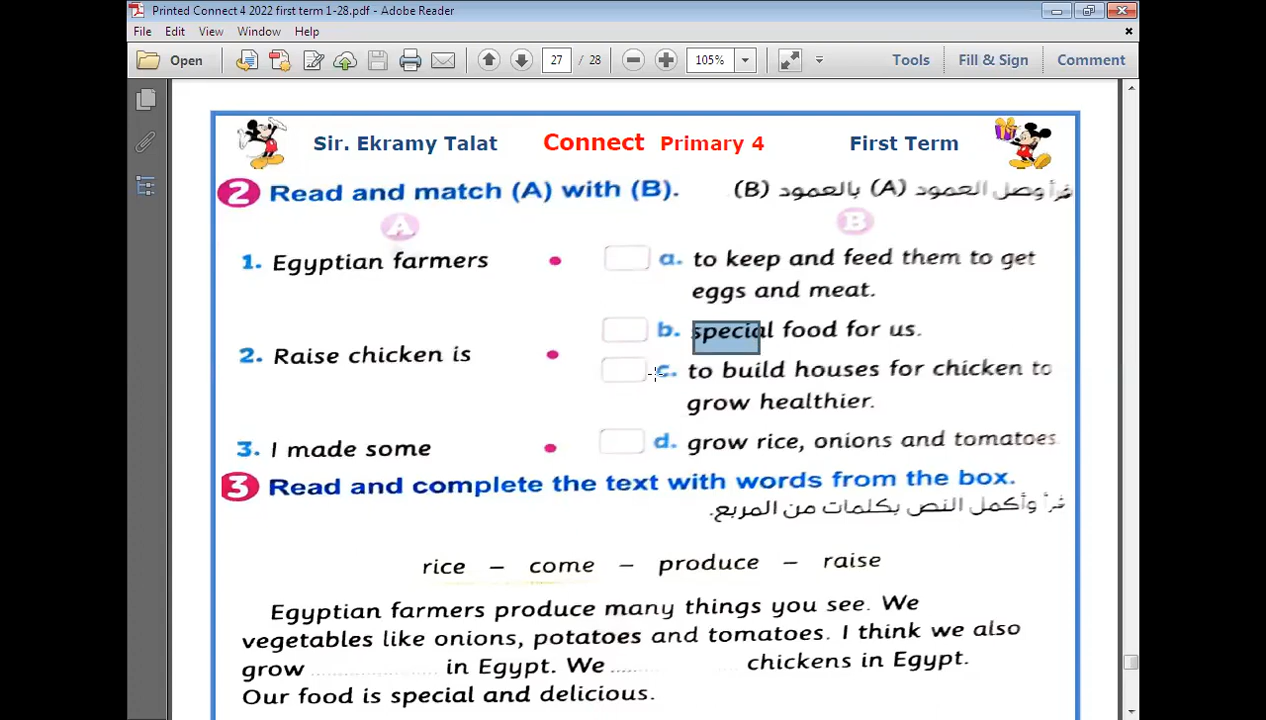 Printed Connect 4 2022 first term 1-28.pdf - Adobe Reader
File Edit View Window Help
Open 27 / 28 105% Tools Fill & Sign Comment
Sir. Ekramy Talat Connect Primary 4 First Term
2 Read and match (A) with (B). قرأ وصل العمود (A) بالعمود (B)
A B
1. Egyptian farmers a. to keep and feed them to get
eggs and meat.
b. special food for us.
2. Raise chicken is
c. to build houses for chicken to
grow healthier.
3. I made some d. grow rice, onions and tomatoes.
3 Read and complete the text with words from the box.
قرأ وأكمل النص بكلمات من المربع.
rice – come – produce – raise
Egyptian farmers produce many things you see. We
vegetables like onions, potatoes and tomatoes. I think we also
grow .................... in Egypt. We .................... chickens in Egypt.
Our food is special and delicious.